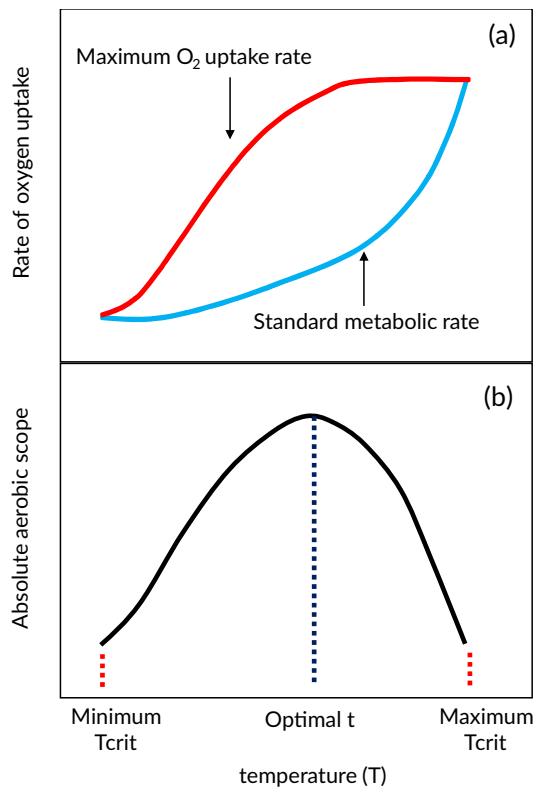 (a)
Maximum O₂ uptake rate
Rate of oxygen uptake
Standard metabolic rate
(b)
Absolute aerobic scope
Minimum
Tcrit
Optimal t
Maximum
Tcrit
temperature (T)